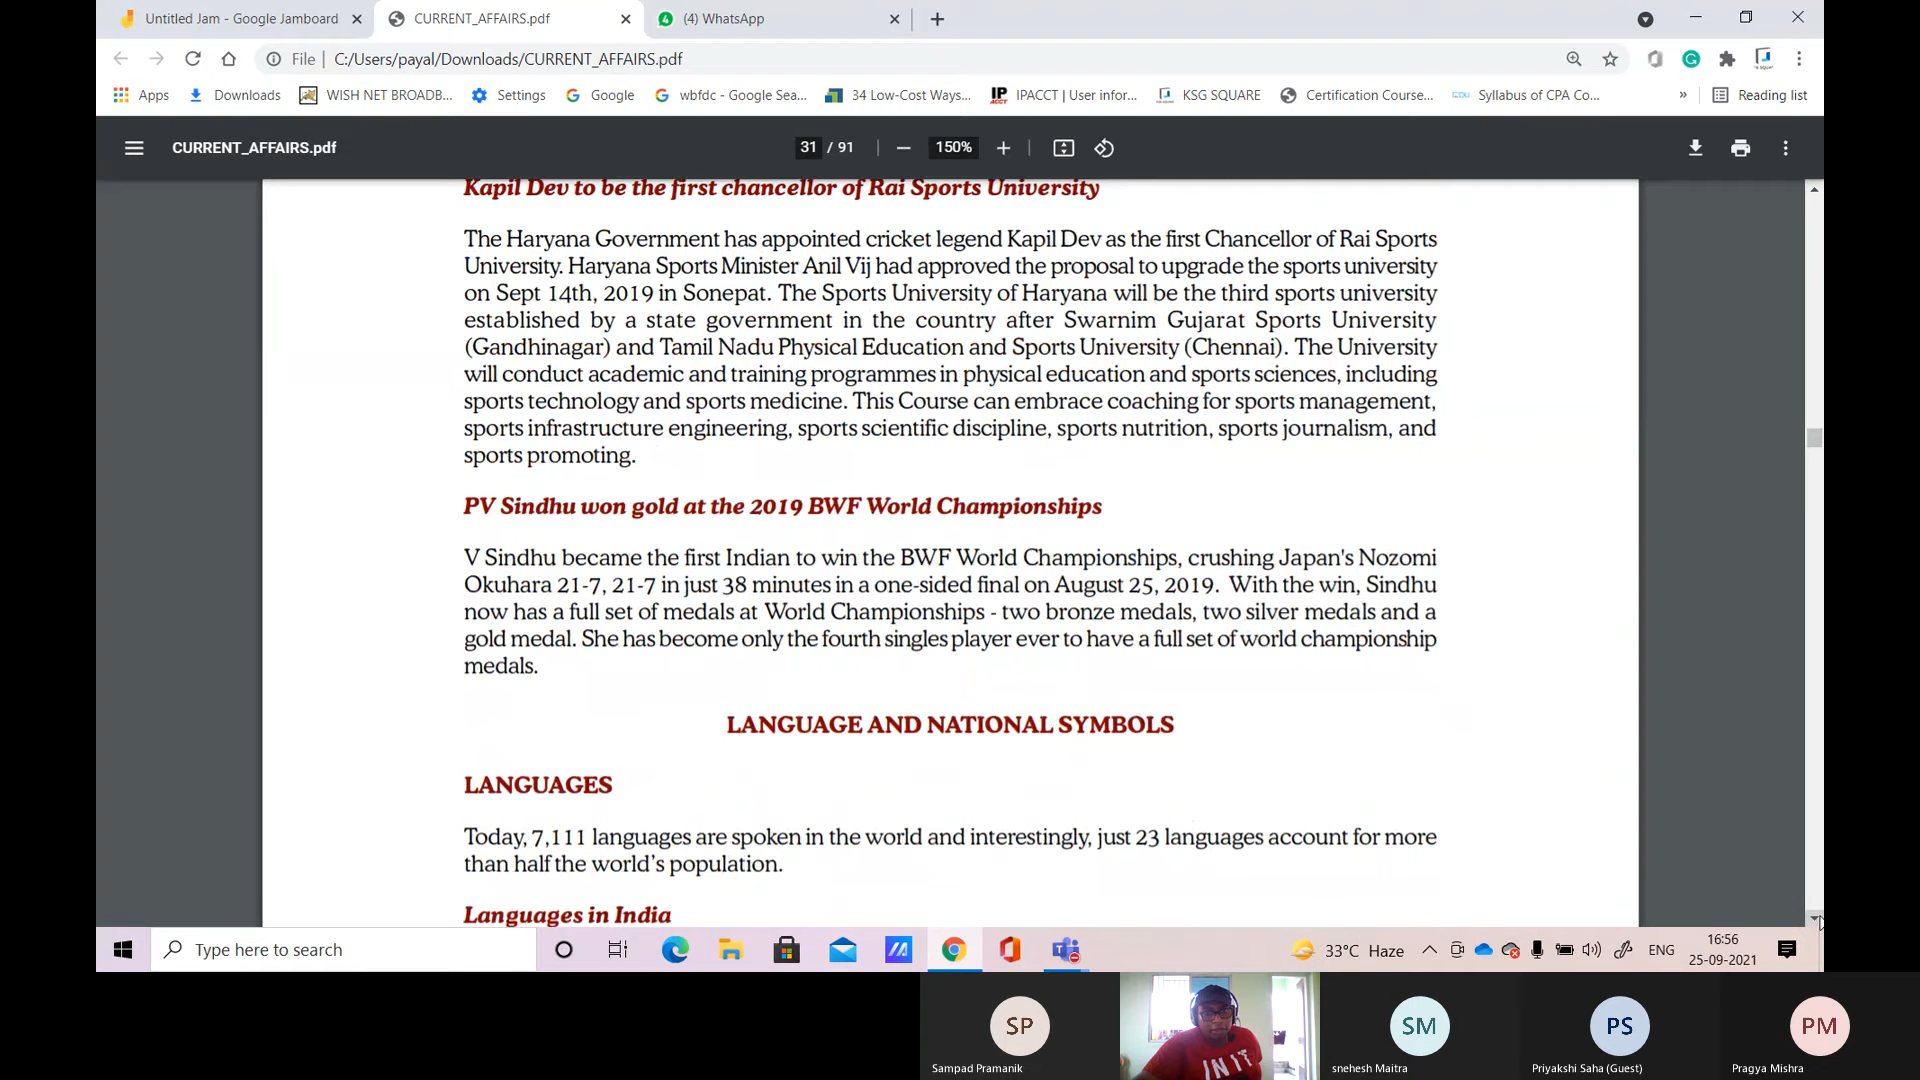 Untitled Jam - Google Jamboard
CURRENT_AFFAIRS.pdf
(4) WhatsApp
File | C:/Users/payal/Downloads/CURRENT_AFFAIRS.pdf
Apps
Downloads
WISH NET BROADB...
Settings
Google
wbfdc - Google Sea...
34 Low-Cost Ways...
IPACCT | User infor...
KSG SQUARE
Certification Course...
Syllabus of CPA Co...
»
Reading list
CURRENT_AFFAIRS.pdf
31 / 91
150%
Kapil Dev to be the first chancellor of Rai Sports University
The Haryana Government has appointed cricket legend Kapil Dev as the first Chancellor of Rai Sports
University. Haryana Sports Minister Anil Vij had approved the proposal to upgrade the sports university
on Sept 14th, 2019 in Sonepat. The Sports University of Haryana will be the third sports university
established by a state government in the country after Swarnim Gujarat Sports University
(Gandhinagar) and Tamil Nadu Physical Education and Sports University (Chennai). The University
will conduct academic and training programmes in physical education and sports sciences, including
sports technology and sports medicine. This Course can embrace coaching for sports management,
sports infrastructure engineering, sports scientific discipline, sports nutrition, sports journalism, and
sports promoting.
PV Sindhu won gold at the 2019 BWF World Championships
V Sindhu became the first Indian to win the BWF World Championships, crushing Japan's Nozomi
Okuhara 21-7, 21-7 in just 38 minutes in a one-sided final on August 25, 2019. With the win, Sindhu
now has a full set of medals at World Championships - two bronze medals, two silver medals and a
gold medal. She has become only the fourth singles player ever to have a full set of world championship
medals.
LANGUAGE AND NATIONAL SYMBOLS
LANGUAGES
Today, 7,111 languages are spoken in the world and interestingly, just 23 languages account for more
than half the world’s population.
Languages in India
Type here to search
33°C Haze
ENG
16:56
25-09-2021
SP
SM
PS
PM
IN IT
Sampad Pramanik
snehesh Maitra
Priyakshi Saha (Guest)
Pragya Mishra